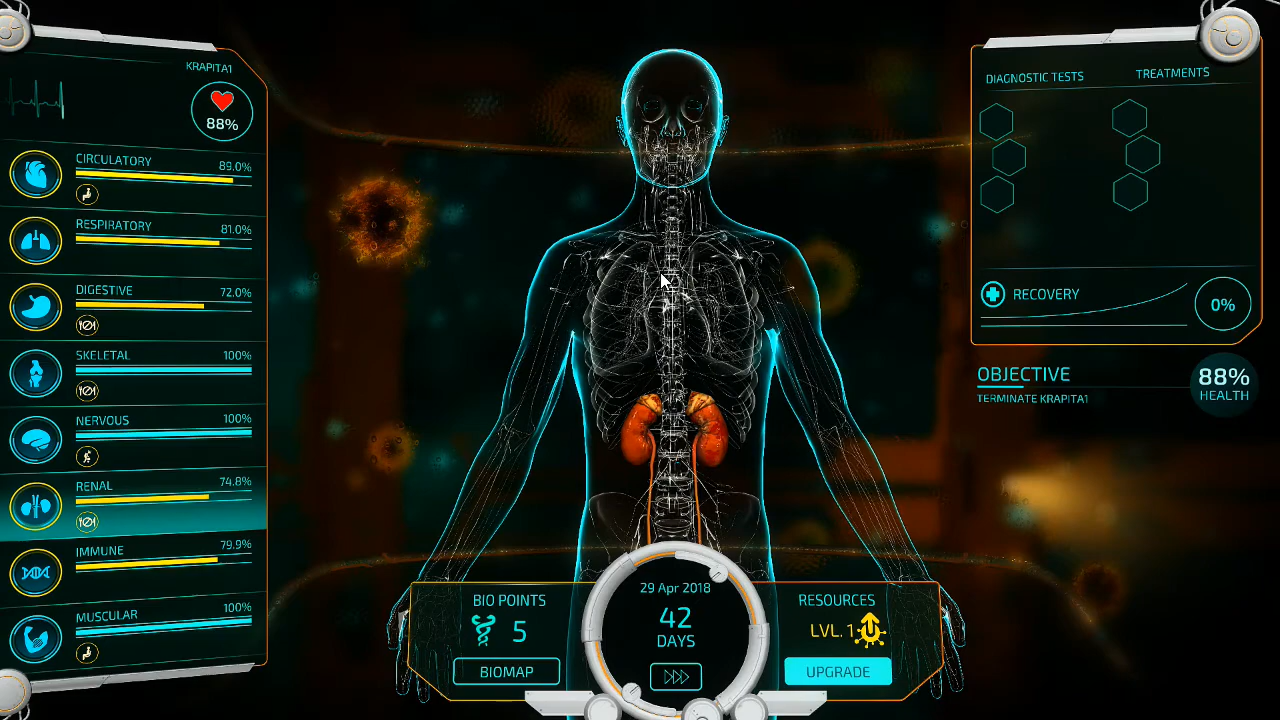 KRAPITA1
88%
CIRCULATORY 89.0%
RESPIRATORY 81.0%
DIGESTIVE 72.0%
SKELETAL 100%
NERVOUS 100%
RENAL 74.8%
IMMUNE 79.9%
MUSCULAR 100%
DIAGNOSTIC TESTS TREATMENTS
RECOVERY 0%
OBJECTIVE
TERMINATE KRAPITA1
88%
HEALTH
BIO POINTS
5
BIOMAP
29 Apr 2018
42
DAYS
RESOURCES
LVL. 1
UPGRADE